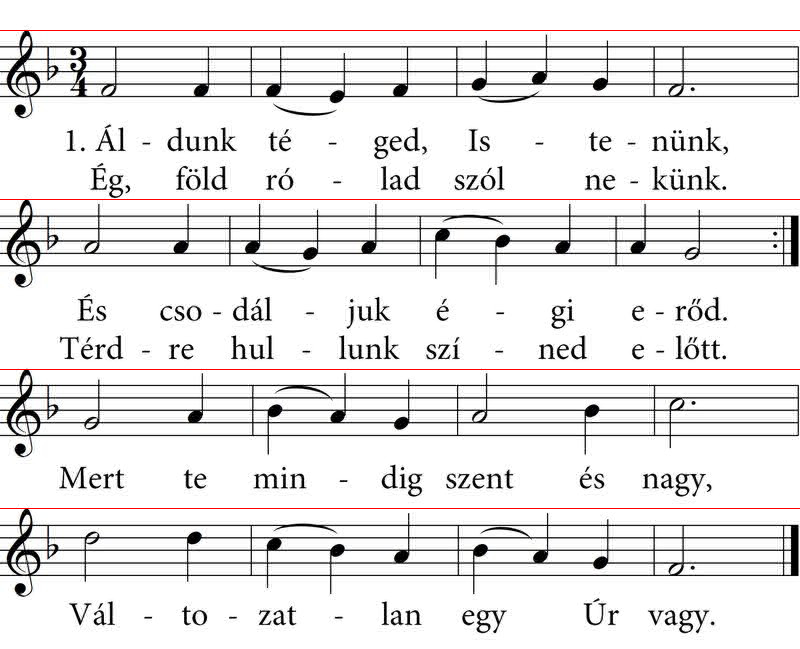 3
4
1. Ál - dunk té - ged, Is - te - nünk,
Ég, föld ró - lad szól ne - künk.
És cso - dál - juk é - gi e - rőd.
Térd - re hul - lunk szí - ned e - lőtt.
Mert te min - dig szent és nagy,
Vál - to - zat - lan egy Úr vagy.